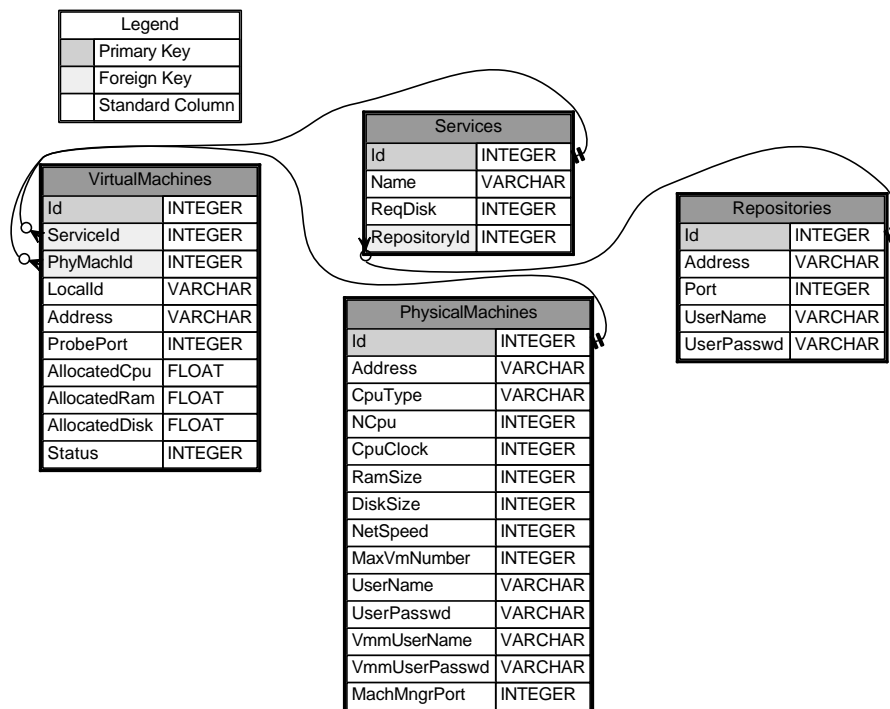 Legend
Primary Key
Foreign Key
Standard Column
Services
Id INTEGER
Name VARCHAR
ReqDisk INTEGER
RepositoryId INTEGER
VirtualMachines
Id INTEGER
ServiceId INTEGER
PhyMachId INTEGER
LocalId VARCHAR
Address VARCHAR
ProbePort INTEGER
AllocatedCpu FLOAT
AllocatedRam FLOAT
AllocatedDisk FLOAT
Status INTEGER
Repositories
Id INTEGER
Address VARCHAR
Port INTEGER
UserName VARCHAR
UserPasswd VARCHAR
PhysicalMachines
Id INTEGER
Address VARCHAR
CpuType VARCHAR
NCpu INTEGER
CpuClock INTEGER
RamSize INTEGER
DiskSize INTEGER
NetSpeed INTEGER
MaxVmNumber INTEGER
UserName VARCHAR
UserPasswd VARCHAR
VmmUserName VARCHAR
VmmUserPasswd VARCHAR
MachMngrPort INTEGER